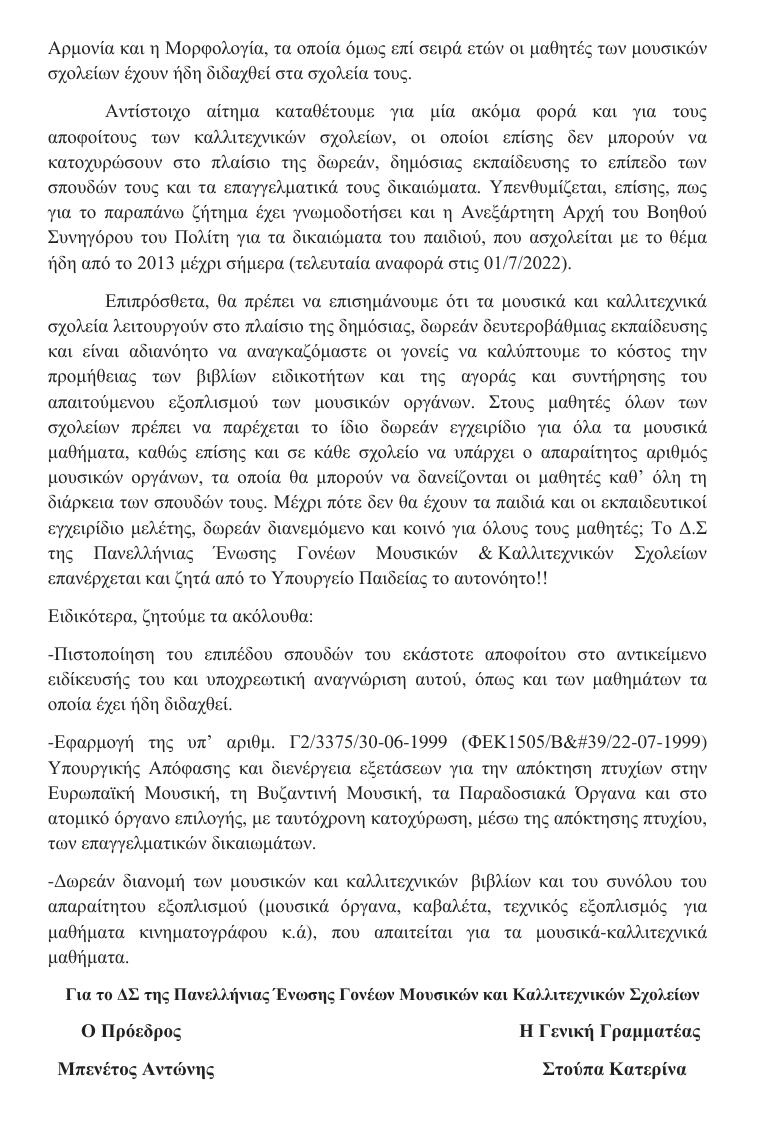 Αρμονία και η Μορφολογία, τα οποία όμως επί σειρά ετών οι μαθητές των μουσικών
σχολείων έχουν ήδη διδαχθεί στα σχολεία τους.
Αντίστοιχο αίτημα καταθέτουμε για μία ακόμα φορά και για τους
αποφοίτους των καλλιτεχνικών σχολείων, οι οποίοι επίσης δεν μπορούν να
κατοχυρώσουν στο πλαίσιο της δωρεάν, δημόσιας εκπαίδευσης το επίπεδο των
σπουδών τους και τα επαγγελματικά τους δικαιώματα. Υπενθυμίζεται, επίσης, πως
για το παραπάνω ζήτημα έχει γνωμοδοτήσει και η Ανεξάρτητη Αρχή του Βοηθού
Συνηγόρου του Πολίτη για τα δικαιώματα του παιδιού, που ασχολείται με το θέμα
ήδη από το 2013 μέχρι σήμερα (τελευταία αναφορά στις 01/7/2022).
Επιπρόσθετα, θα πρέπει να επισημάνουμε ότι τα μουσικά και καλλιτεχνικά
σχολεία λειτουργούν στο πλαίσιο της δημόσιας, δωρεάν δευτεροβάθμιας εκπαίδευσης
και είναι αδιανόητο να αναγκαζόμαστε οι γονείς να καλύπτουμε το κόστος την
προμήθειας των βιβλίων ειδικοτήτων και της αγοράς και συντήρησης του
απαιτούμενου εξοπλισμού των μουσικών οργάνων. Στους μαθητές όλων των
σχολείων πρέπει να παρέχεται το ίδιο δωρεάν εγχειρίδιο για όλα τα μουσικά
μαθήματα, καθώς επίσης και σε κάθε σχολείο να υπάρχει ο απαραίτητος αριθμός
μουσικών οργάνων, τα οποία θα μπορούν να δανείζονται οι μαθητές καθ’ όλη τη
διάρκεια των σπουδών τους. Μέχρι πότε δεν θα έχουν τα παιδιά και οι εκπαιδευτικοί
εγχειρίδιο μελέτης, δωρεάν διανεμόμενο και κοινό για όλους τους μαθητές; Το Δ.Σ
της Πανελλήνιας Ένωσης Γονέων Μουσικών & Καλλιτεχνικών Σχολείων
επανέρχεται και ζητά από το Υπουργείο Παιδείας το αυτονόητο!!
Ειδικότερα, ζητούμε τα ακόλουθα:
-Πιστοποίηση του επιπέδου σπουδών του εκάστοτε αποφοίτου στο αντικείμενο
ειδίκευσής του και υποχρεωτική αναγνώριση αυτού, όπως και των μαθημάτων τα
οποία έχει ήδη διδαχθεί.
-Εφαρμογή της υπ’ αριθμ. Γ2/3375/30-06-1999 (ΦΕΚ1505/Β&#39/22-07-1999)
Υπουργικής Απόφασης και διενέργεια εξετάσεων για την απόκτηση πτυχίων στην
Ευρωπαϊκή Μουσική, τη Βυζαντινή Μουσική, τα Παραδοσιακά Όργανα και στο
ατομικό όργανο επιλογής, με ταυτόχρονη κατοχύρωση, μέσω της απόκτησης πτυχίου,
των επαγγελματικών δικαιωμάτων.
-Δωρεάν διανομή των μουσικών και καλλιτεχνικών βιβλίων και του συνόλου του
απαραίτητου εξοπλισμού (μουσικά όργανα, καβαλέτα, τεχνικός εξοπλισμός για
μαθήματα κινηματογράφου κ.ά), που απαιτείται για τα μουσικά-καλλιτεχνικά
μαθήματα.
Για το ΔΣ της Πανελλήνιας Ένωσης Γονέων Μουσικών και Καλλιτεχνικών Σχολείων
Ο Πρόεδρος Η Γενική Γραμματέας
Μπενέτος Αντώνης Στούπα Κατερίνα